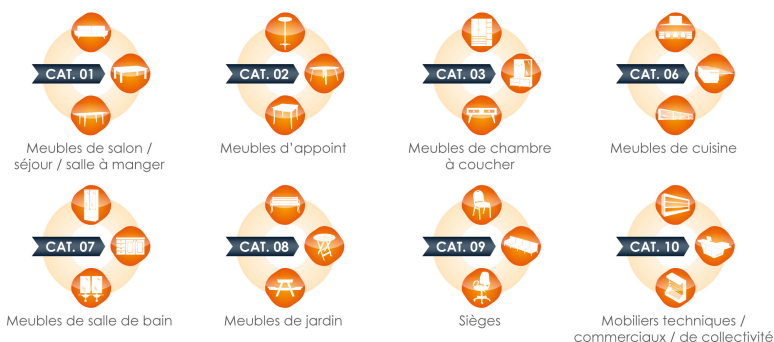 CAT. 01
Meubles de salon /
séjour / salle à manger
CAT. 02
Meubles d'appoint
CAT. 03
Meubles de chambre
à coucher
CAT. 06
Meubles de cuisine
CAT. 07
Meubles de salle de bain
CAT. 08
Meubles de jardin
CAT. 09
Sièges
CAT. 10
Mobiliers techniques /
commerciaux / de collectivité